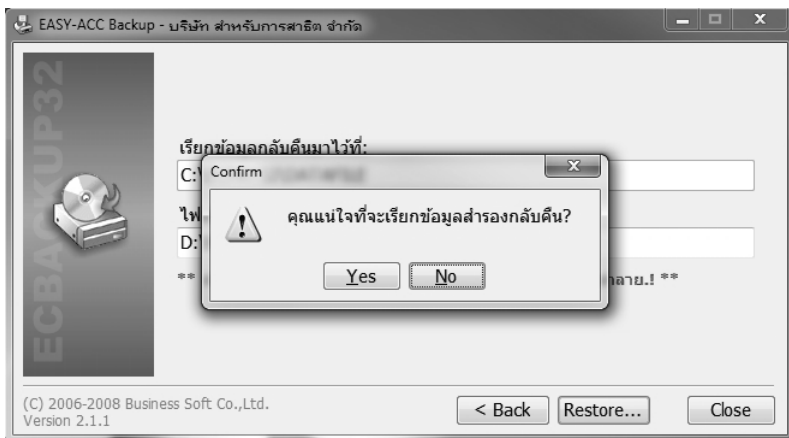 EASY-ACC Backup - บริษัท สำหรับการสาธิต จำกัด
ECBACKUP32
เรียกข้อมูลกลับคืนมาไว้ที่:
C:\
Confirm
คุณแน่ใจที่จะเรียกข้อมูลสำรองกลับคืน?
ไฟ
D:\
Yes No
** ลาย.! **
(C) 2006-2008 Business Soft Co.,Ltd.
Version 2.1.1
< Back Restore... Close